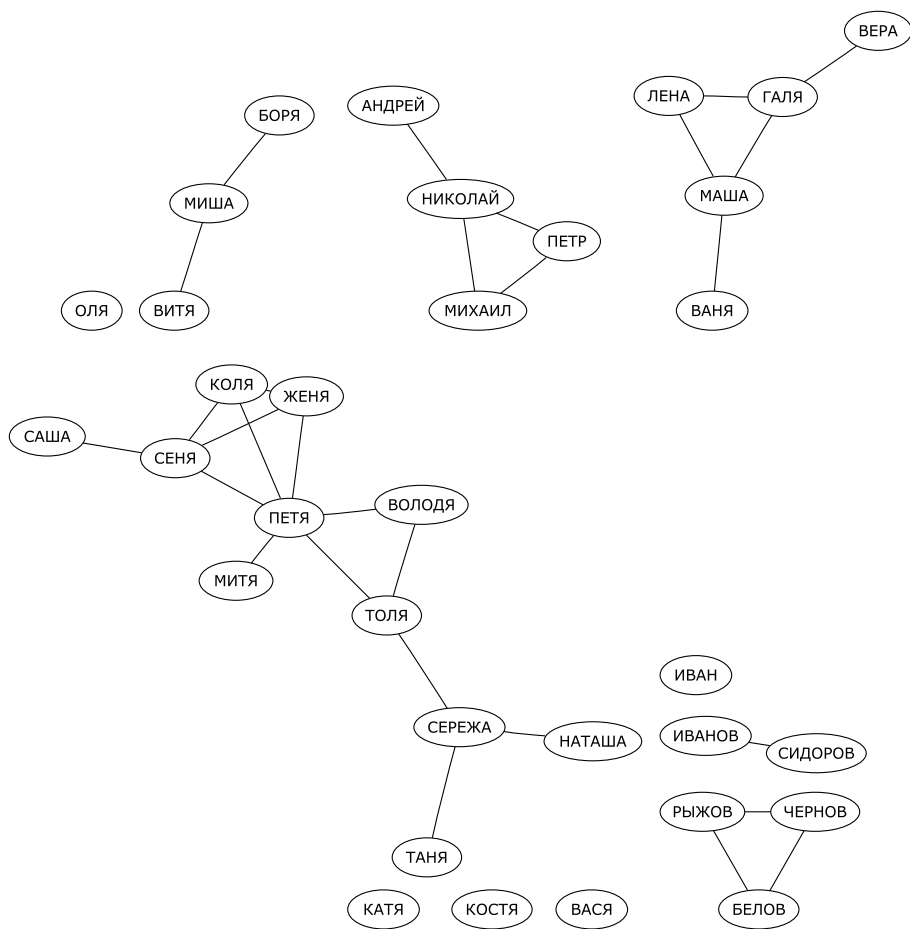 ВЕРА
ЛЕНА
ГАЛЯ
АНДРЕЙ
БОРЯ
МАША
НИКОЛАЙ
МИША
ПЕТР
ОЛЯ
ВИТЯ
МИХАИЛ
ВАНЯ
КОЛЯ
ЖЕНЯ
САША
СЕНЯ
ВОЛОДЯ
ПЕТЯ
МИТЯ
ТОЛЯ
ИВАН
СЕРЕЖА
НАТАША
ИВАНОВ
СИДОРОВ
РЫЖОВ
ЧЕРНОВ
ТАНЯ
КАТЯ
КОСТЯ
ВАСЯ
БЕЛОВ